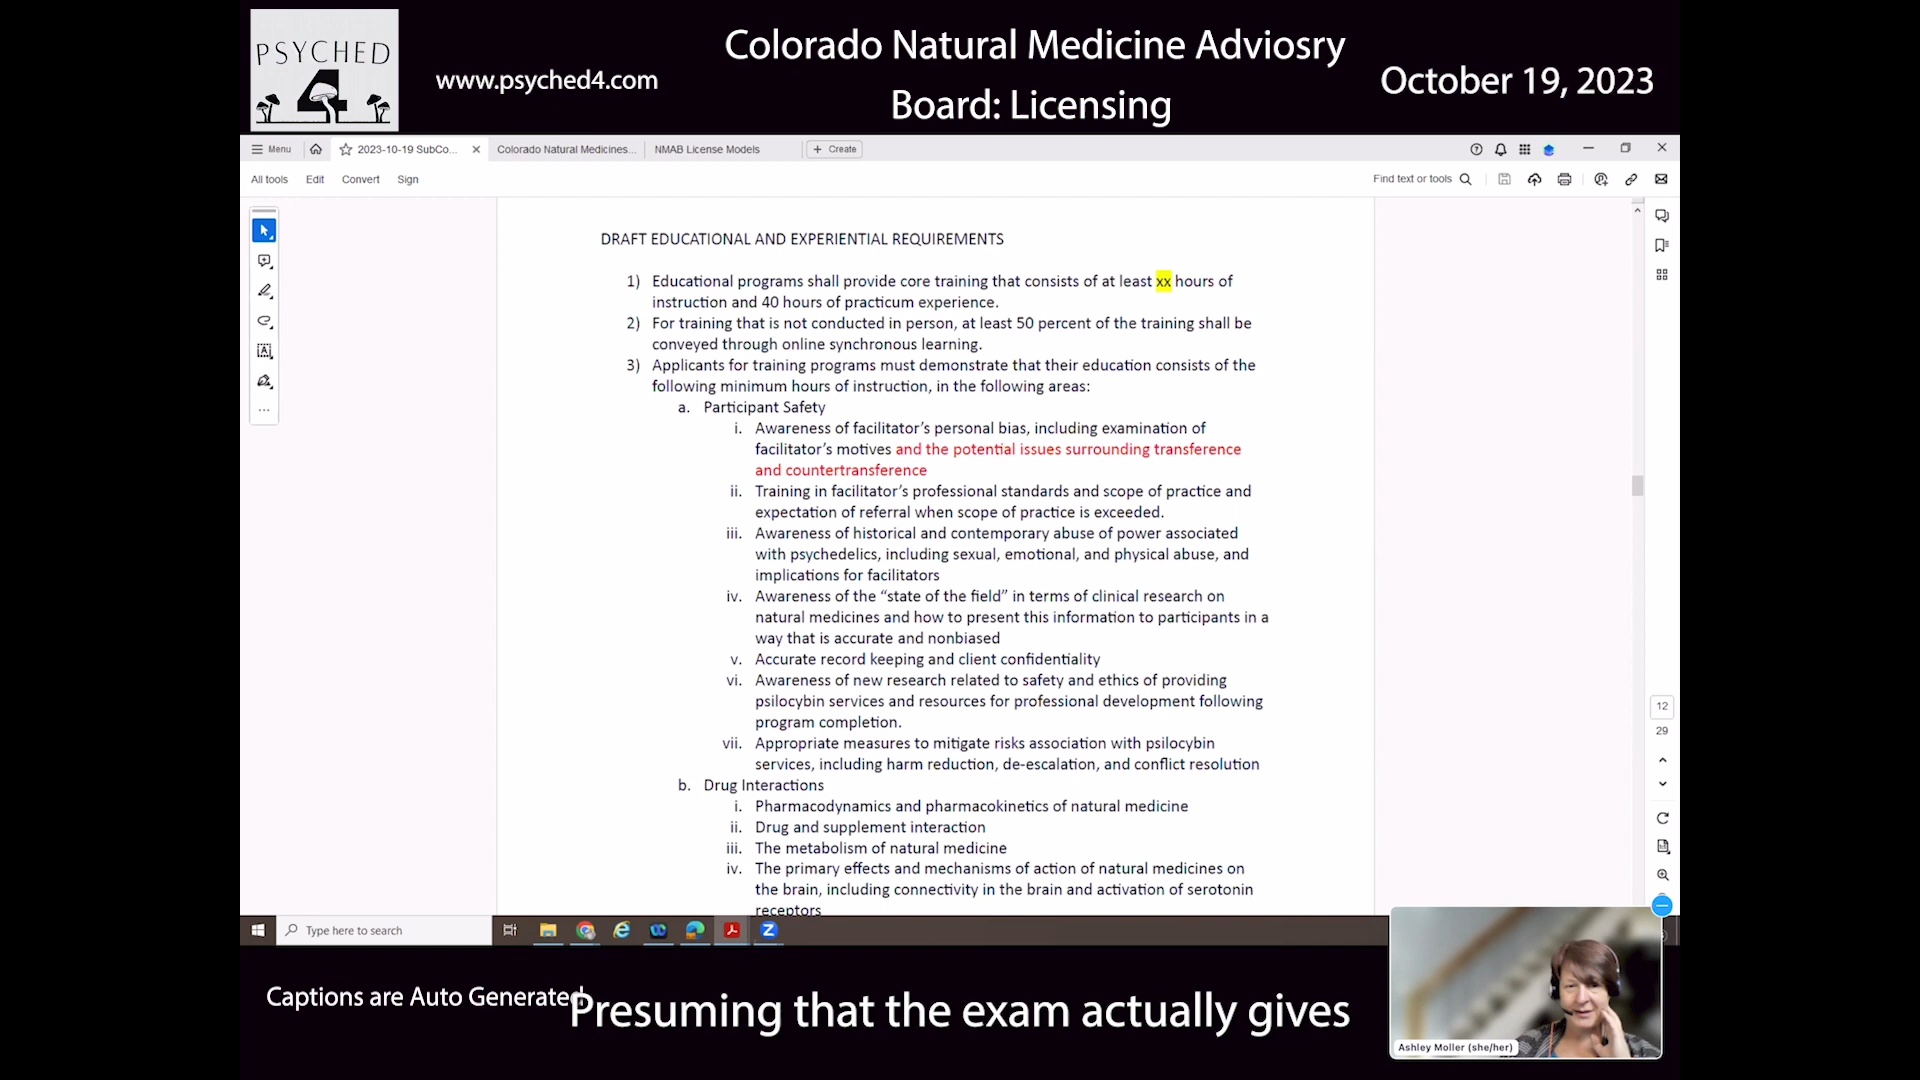 PSYCHED
4
www.psyched4.com
Colorado Natural Medicine Adviosry
Board: Licensing
October 19, 2023
Menu
2023-10-19 SubCo...
Colorado Natural Medicines...
NMAB License Models
+ Create
All tools
Edit
Convert
Sign
Find text or tools
DRAFT EDUCATIONAL AND EXPERIENTIAL REQUIREMENTS
1) Educational programs shall provide core training that consists of at least xx hours of
instruction and 40 hours of practicum experience.
2) For training that is not conducted in person, at least 50 percent of the training shall be
conveyed through online synchronous learning.
3) Applicants for training programs must demonstrate that their education consists of the
following minimum hours of instruction, in the following areas:
a. Participant Safety
i. Awareness of facilitator’s personal bias, including examination of
facilitator’s motives and the potential issues surrounding transference
and countertransference
ii. Training in facilitator’s professional standards and scope of practice and
expectation of referral when scope of practice is exceeded.
iii. Awareness of historical and contemporary abuse of power associated
with psychedelics, including sexual, emotional, and physical abuse, and
implications for facilitators
iv. Awareness of the “state of the field” in terms of clinical research on
natural medicines and how to present this information to participants in a
way that is accurate and nonbiased
v. Accurate record keeping and client confidentiality
vi. Awareness of new research related to safety and ethics of providing
psilocybin services and resources for professional development following
program completion.
vii. Appropriate measures to mitigate risks association with psilocybin
services, including harm reduction, de-escalation, and conflict resolution
b. Drug Interactions
i. Pharmacodynamics and pharmacokinetics of natural medicine
ii. Drug and supplement interaction
iii. The metabolism of natural medicine
iv. The primary effects and mechanisms of action of natural medicines on
the brain, including connectivity in the brain and activation of serotonin
receptors
12
29
Type here to search
Captions are Auto Generated
Presuming that the exam actually gives
Ashley Moller (she/her)